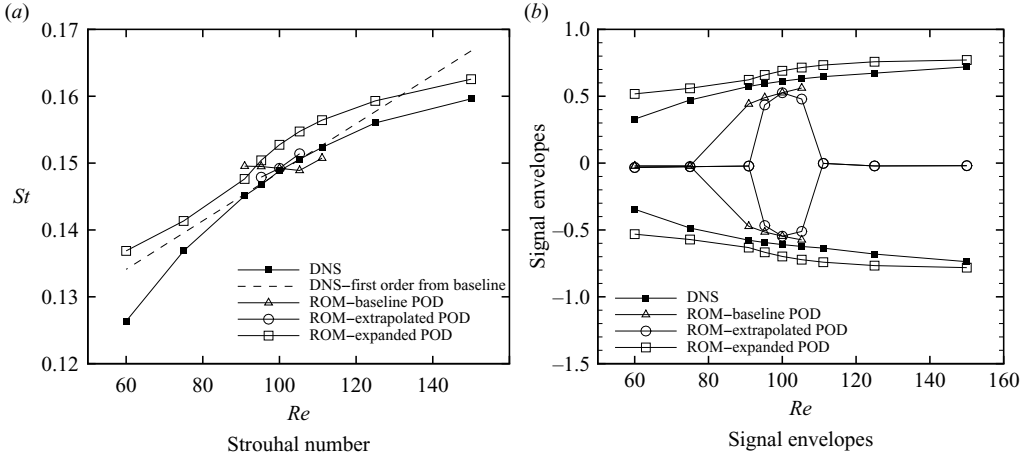 (a)
0.17
0.16
0.15
St
0.14
0.13
0.12
DNS
DNS−first order from baseline
ROM−baseline POD
ROM−extrapolated POD
ROM−expanded POD
60 80 100 120 140
Re
Strouhal number
(b)
1.0
0.5
0
−0.5
−1.0
−1.5
Signal envelopes
DNS
ROM−baseline POD
ROM−extrapolated POD
ROM−expanded POD
60 80 100 120 140 160
Re
Signal envelopes